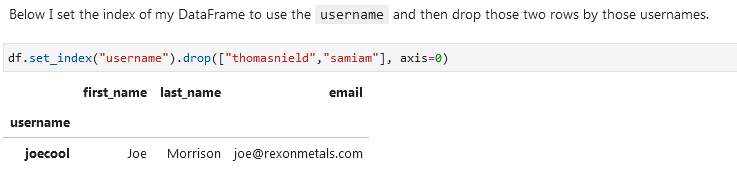 Below I set the index of my DataFrame to use the username and then drop those two rows by those usernames.
df.set_index("username").drop(["thomasnield","samiam"], axis=0)
first_name last_name email
username
joecool Joe Morrison joe@rexonmetals.com